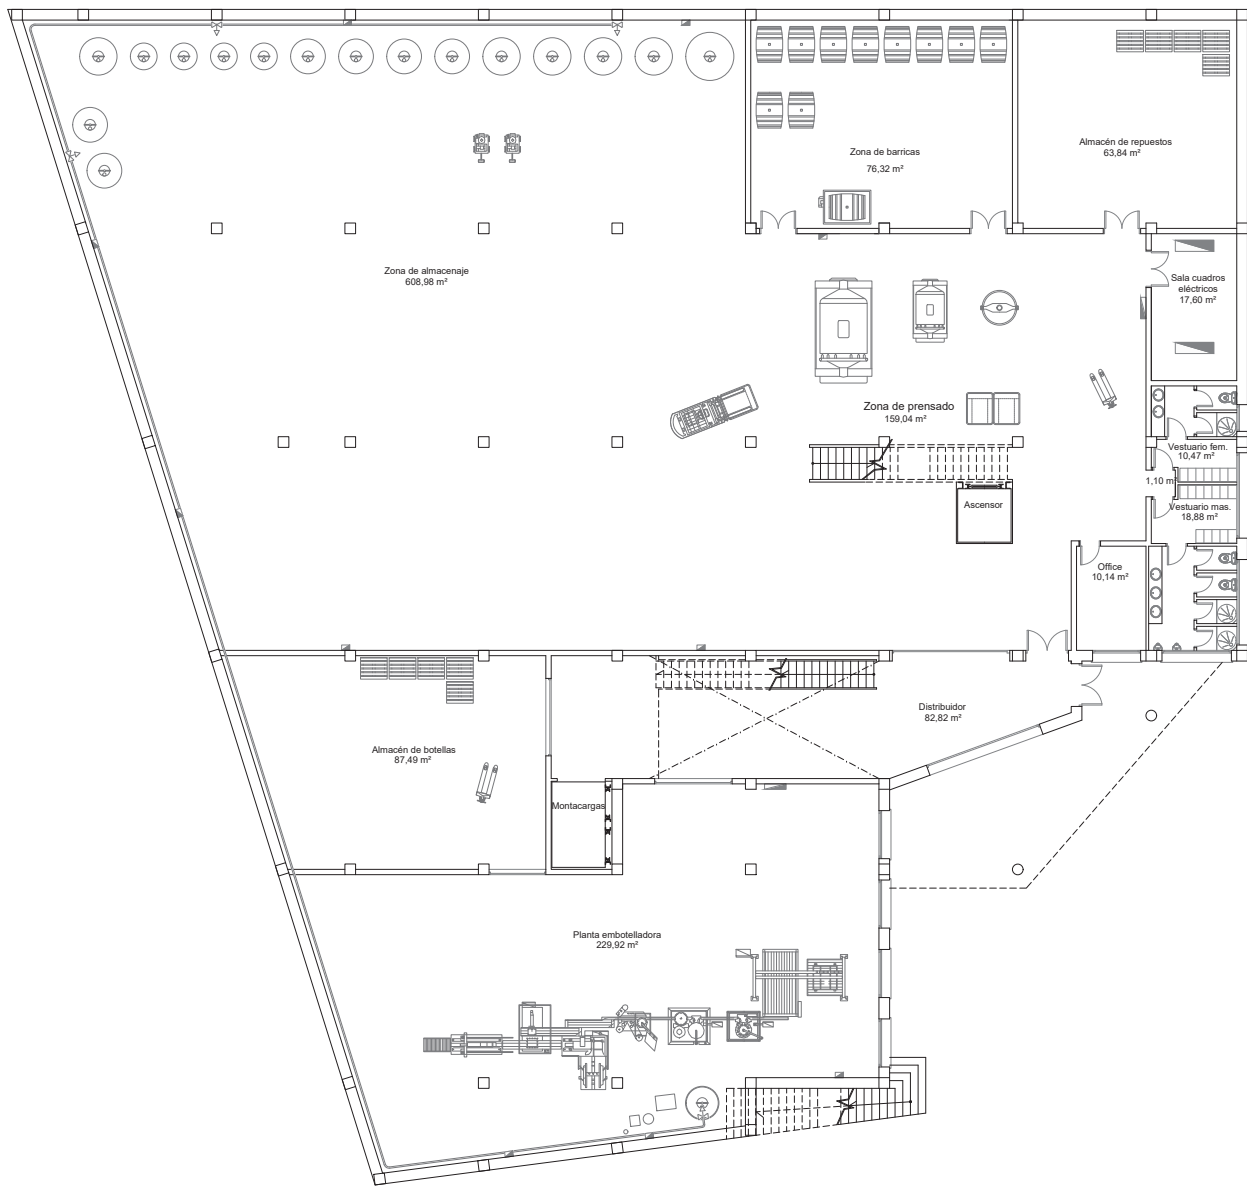 Zona de barricas
76,32 m²
Almacén de repuestos
63,84 m²
Zona de almacenaje
608,98 m²
Sala cuadros
eléctricos
17,60 m²
Zona de prensado
159,04 m²
Vestuario fem.
10,47 m²
1,10 m²
Vestuario mas.
18,88 m²
Ascensor
Office
10,14 m²
Distribuidor
82,82 m²
Almacén de botellas
87,49 m²
Montacargas
Planta embotelladora
229,92 m²